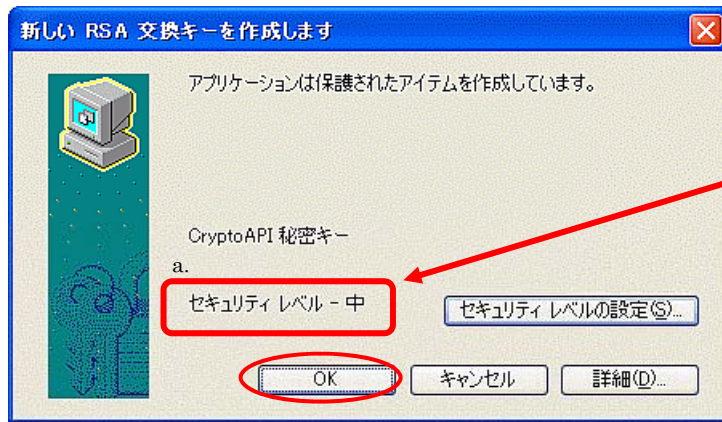 新しい RSA 交換キーを作成します
アプリケーションは保護されたアイテムを作成しています。
CryptoAPI 秘密キー
a.
セキュリティ レベル - 中
セキュリティ レベルの設定(S)...
OK
キャンセル
詳細(D)...